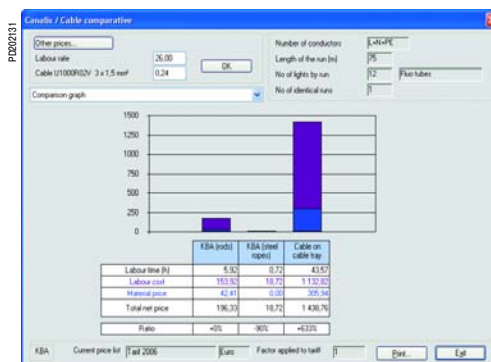 PD202131
Canalis / Cable comparative
Other prices...
Labour rate 26,00
Cable U1000R02V 3 x 1,5 mm² 0,24
OK
Number of conductors L+N+PE
Length of the run (m) 75
No of lights by run 12 Fluo tubes
No of identical runs 1
Comparison graph
1500
1250
1000
750
500
250
0
KBA (rods) KBA (steel ropes) Cable on cable tray
Labour time (h) 5,92 0,72 43,57
Labour cost 153,92 18,72 1 132,82
Material price 42,41 0,00 305,94
Total net price 196,33 18,72 1 438,76
Ratio +0% -90% +633%
KBA Current price list Tarif 2006 Euro Factor applied to tariff 1 Print... Exit